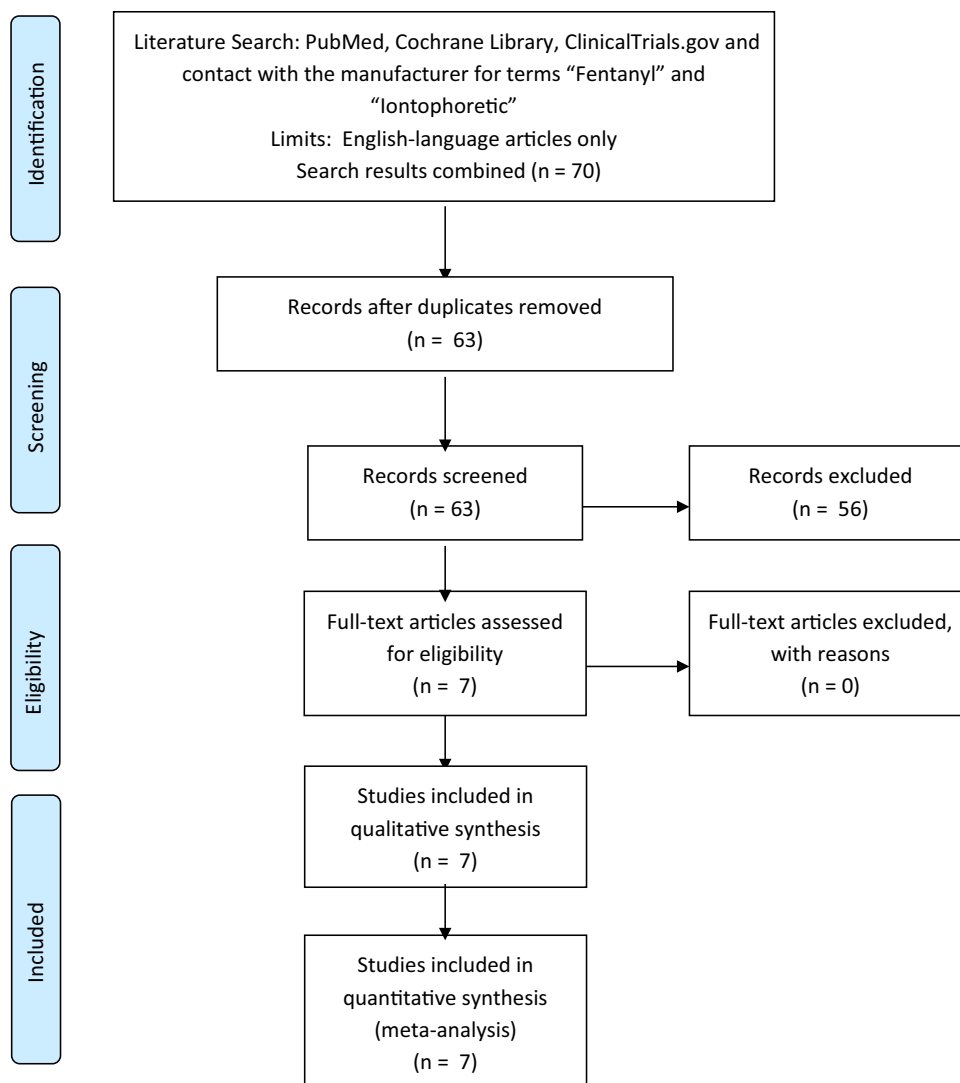 Identification
Literature Search: PubMed, Cochrane Library, ClinicalTrials.gov and
contact with the manufacturer for terms “Fentanyl” and
“Iontophoretic”
Limits: English-language articles only
Search results combined (n = 70)
Screening
Records after duplicates removed
(n = 63)
Records screened
(n = 63)
Records excluded
(n = 56)
Eligibility
Full-text articles assessed
for eligibility
(n = 7)
Full-text articles excluded,
with reasons
(n = 0)
Included
Studies included in
qualitative synthesis
(n = 7)
Studies included in
quantitative synthesis
(meta-analysis)
(n = 7)